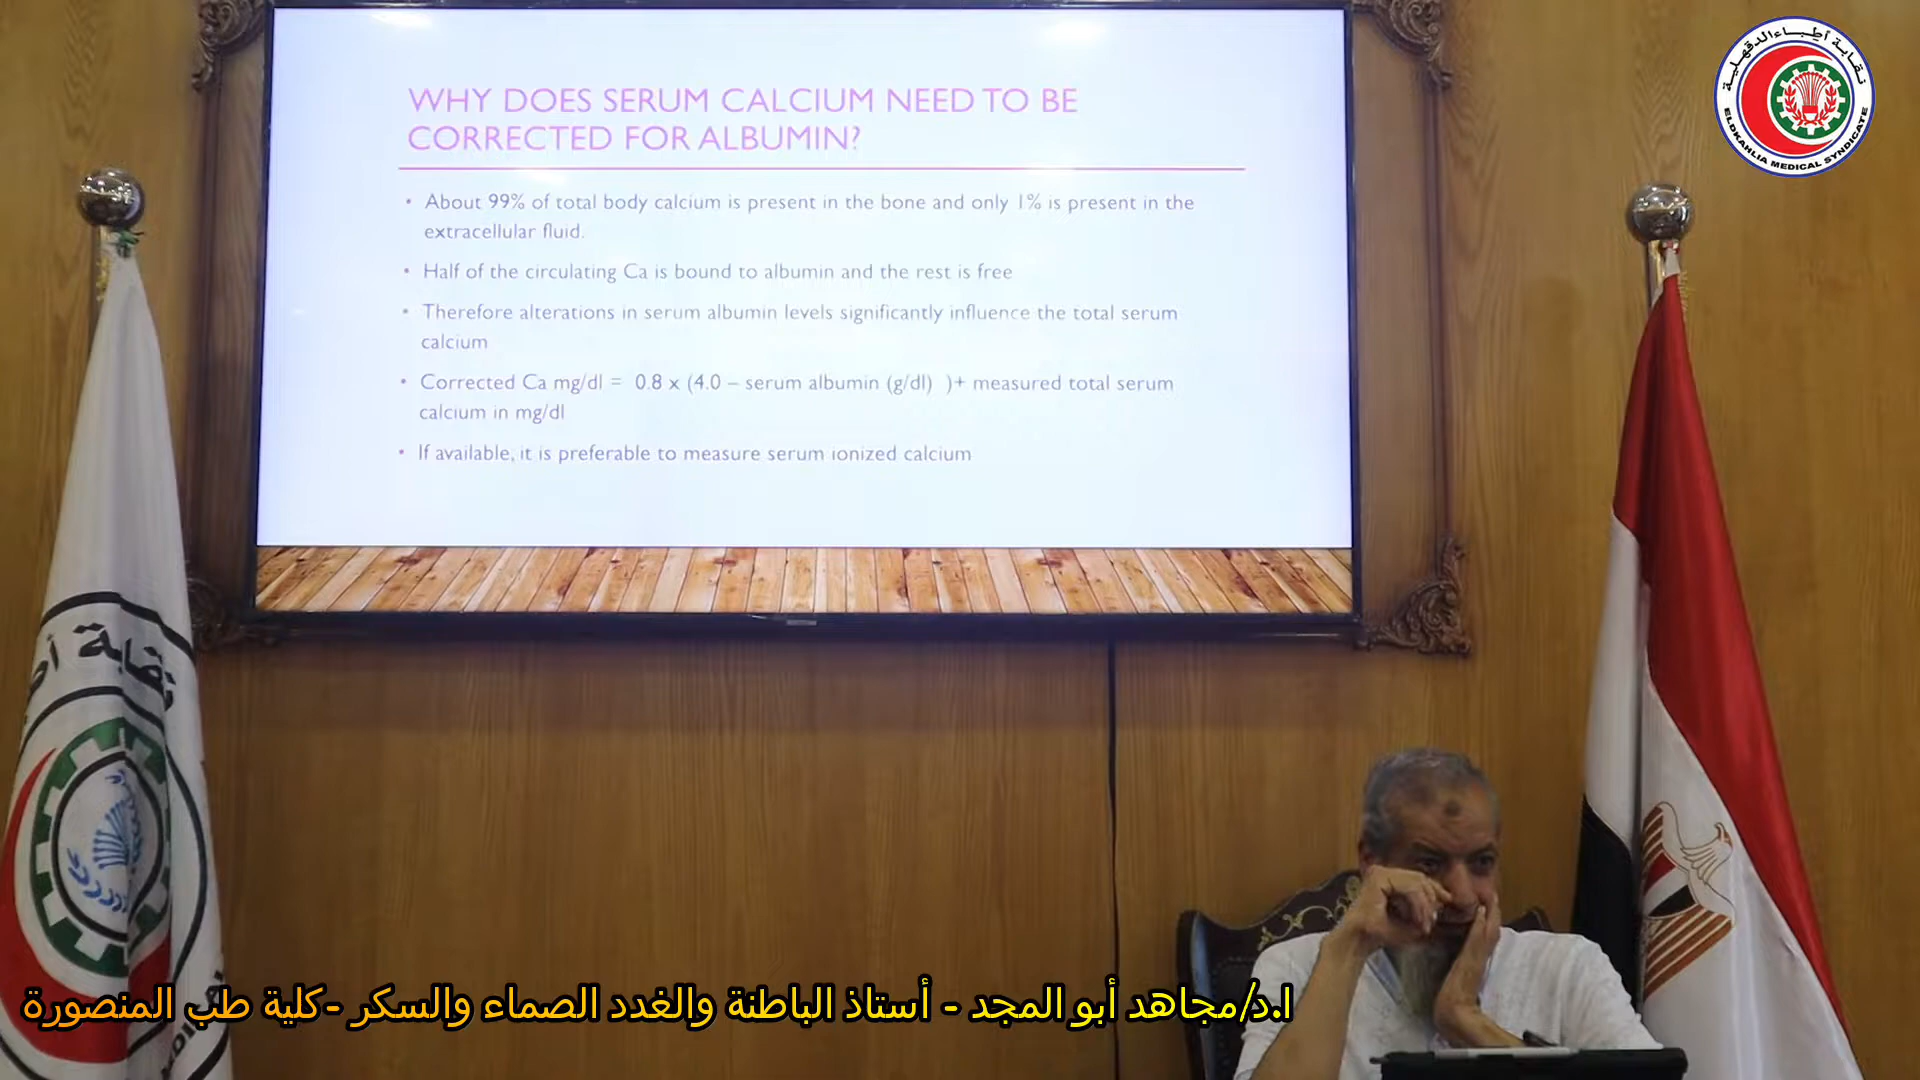 WHY DOES SERUM CALCIUM NEED TO BE
CORRECTED FOR ALBUMIN?
• About 99% of total body calcium is present in the bone and only 1% is present in the
extracellular fluid.
• Half of the circulating Ca is bound to albumin and the rest is free
• Therefore alterations in serum albumin levels significantly influence the total serum
calcium
• Corrected Ca mg/dl = 0.8 x (4.0 – serum albumin (g/dl) )+ measured total serum
calcium in mg/dl
• If available, it is preferable to measure serum ionized calcium
نقابة أطباء الدقهلية
ELDKAHLIA MEDICAL SYNDICATE
نقابة
ا.د/مجاهد أبو المجد - أستاذ الباطنة والغدد الصماء والسكر -كلية طب المنصورة